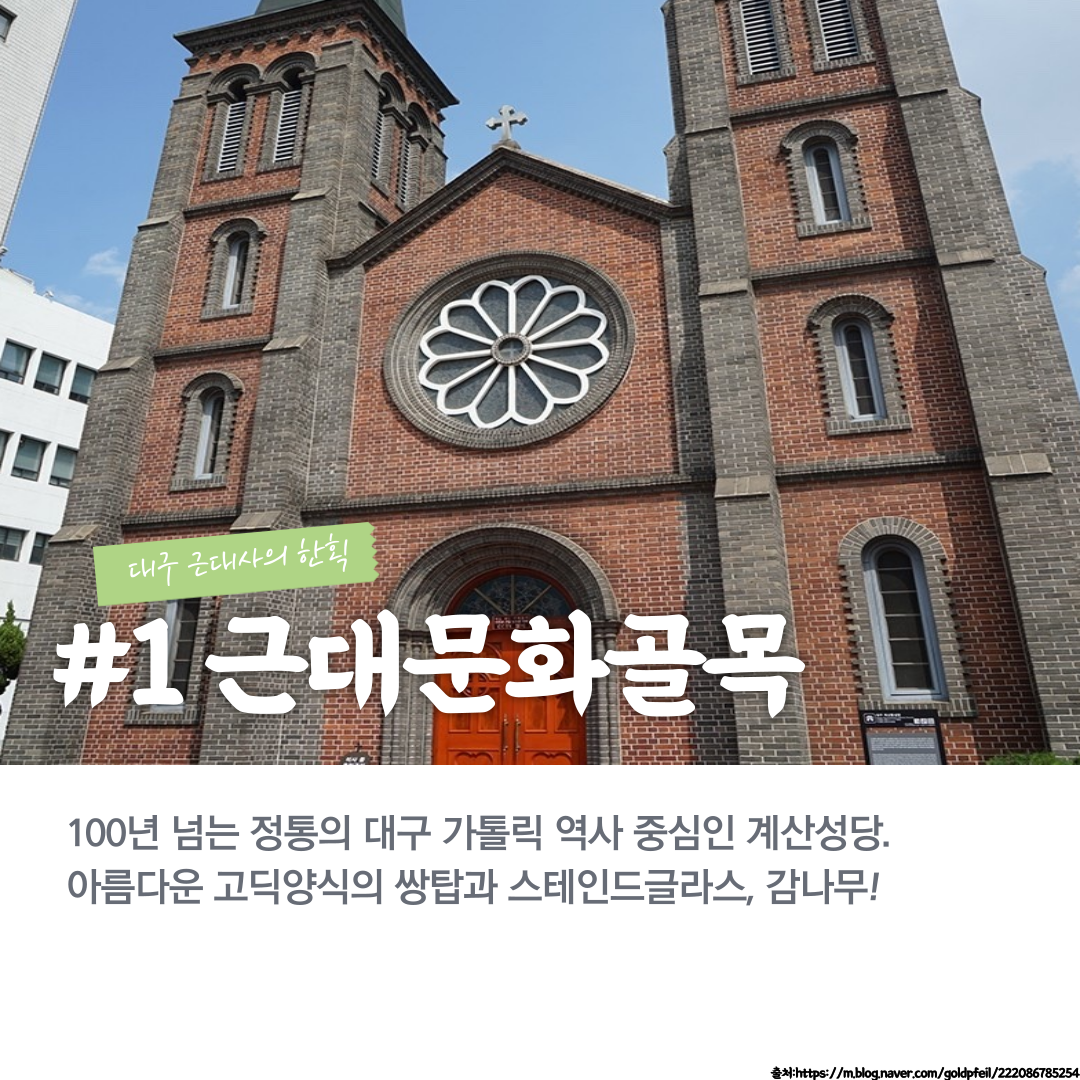 대구 근대사의 한획
#1 근대문화골목
100년 넘는 정통의 대구 가톨릭 역사 중심인 계산성당.
아름다운 고딕양식의 쌍탑과 스테인드글라스, 감나무!
출처:https://m.blog.naver.com/goldpfeil/222086785254